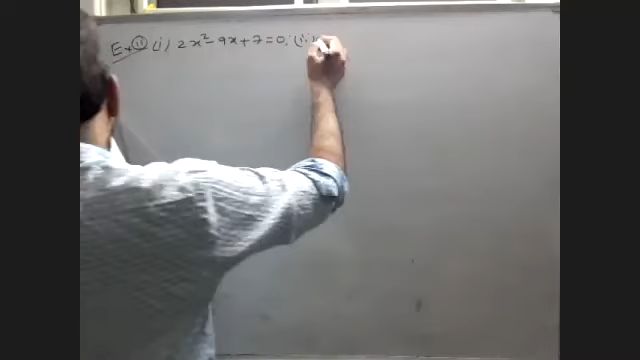 Ex 11 (i) 2x² - 9x + 7 = 0; (ii)